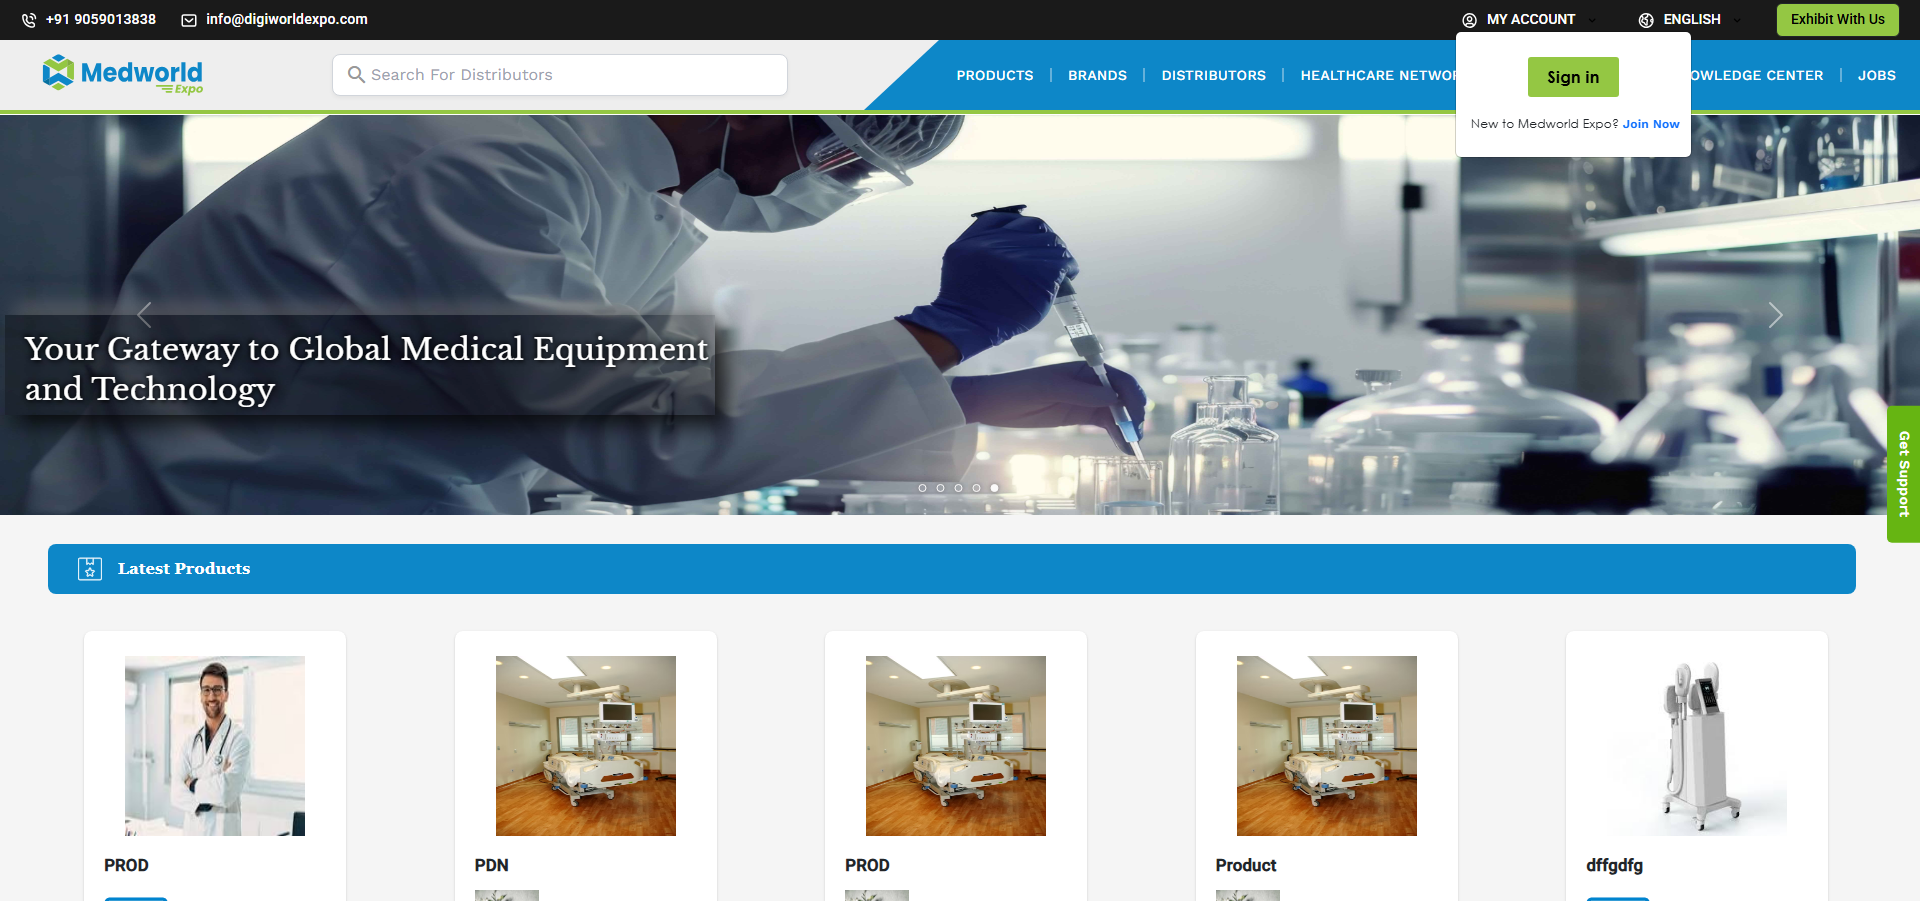 +91 9059013838
info@digiworldexpo.com
MY ACCOUNT
ENGLISH
Exhibit With Us
Medworld
Expo
Search For Distributors
PRODUCTS
BRANDS
DISTRIBUTORS
HEALTHCARE
OWLEDGE CENTER
JOBS
Sign in
New to Medworld Expo? Join Now
Your Gateway to Global Medical Equipment
and Technology
Get Support
Latest Products
PROD
PDN
PROD
Product
dffgdfg